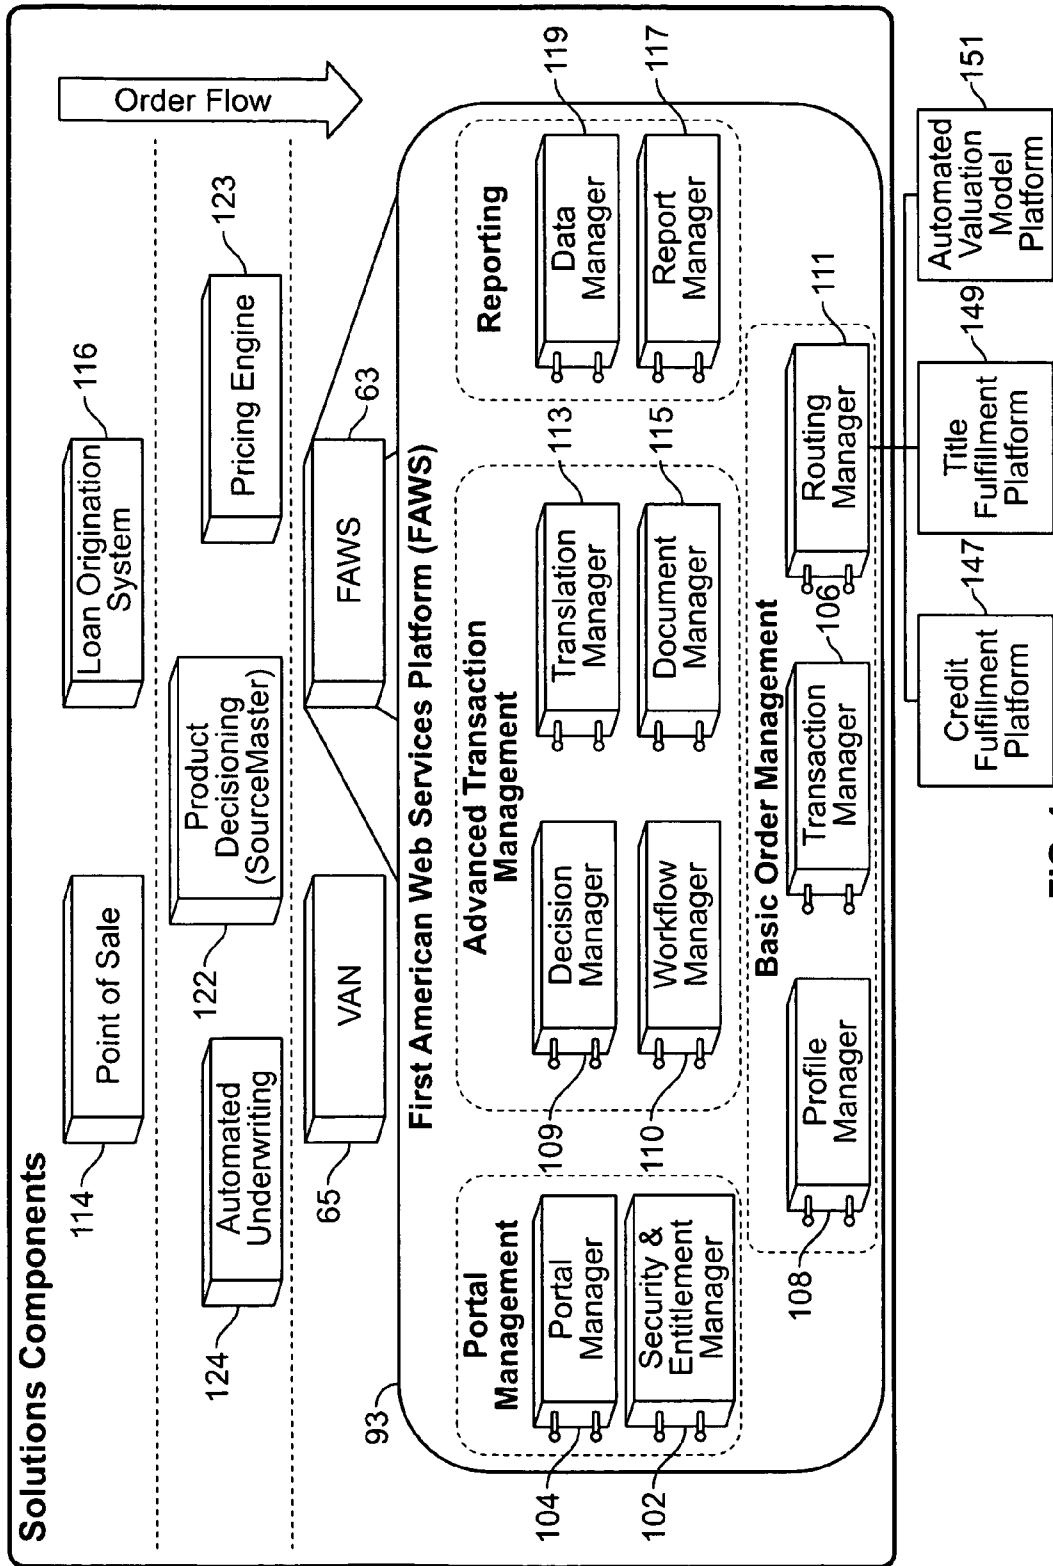 Solutions Components
Order Flow
114
Point of Sale
Loan Origination
System
116
124
Automated
Underwriting
122
Product
Decisioning
(SourceMaster)
Pricing Engine
123
65
VAN
FAWS
63
93
First American Web Services Platform (FAWS)
Portal
Management
104
Portal
Manager
102
Security &
Entitlement
Manager
Advanced Transaction
Management
109
Decision
Manager
Translation
Manager
113
110
Workflow
Manager
Document
Manager
115
Reporting
Data
Manager
119
Report
Manager
117
Basic Order Management
108
Profile
Manager
Transaction
Manager
106
Routing
Manager
111
Credit
Fulfillment
Platform
147
Title
Fulfillment
Platform
149
Automated
Valuation
Model
Platform
151